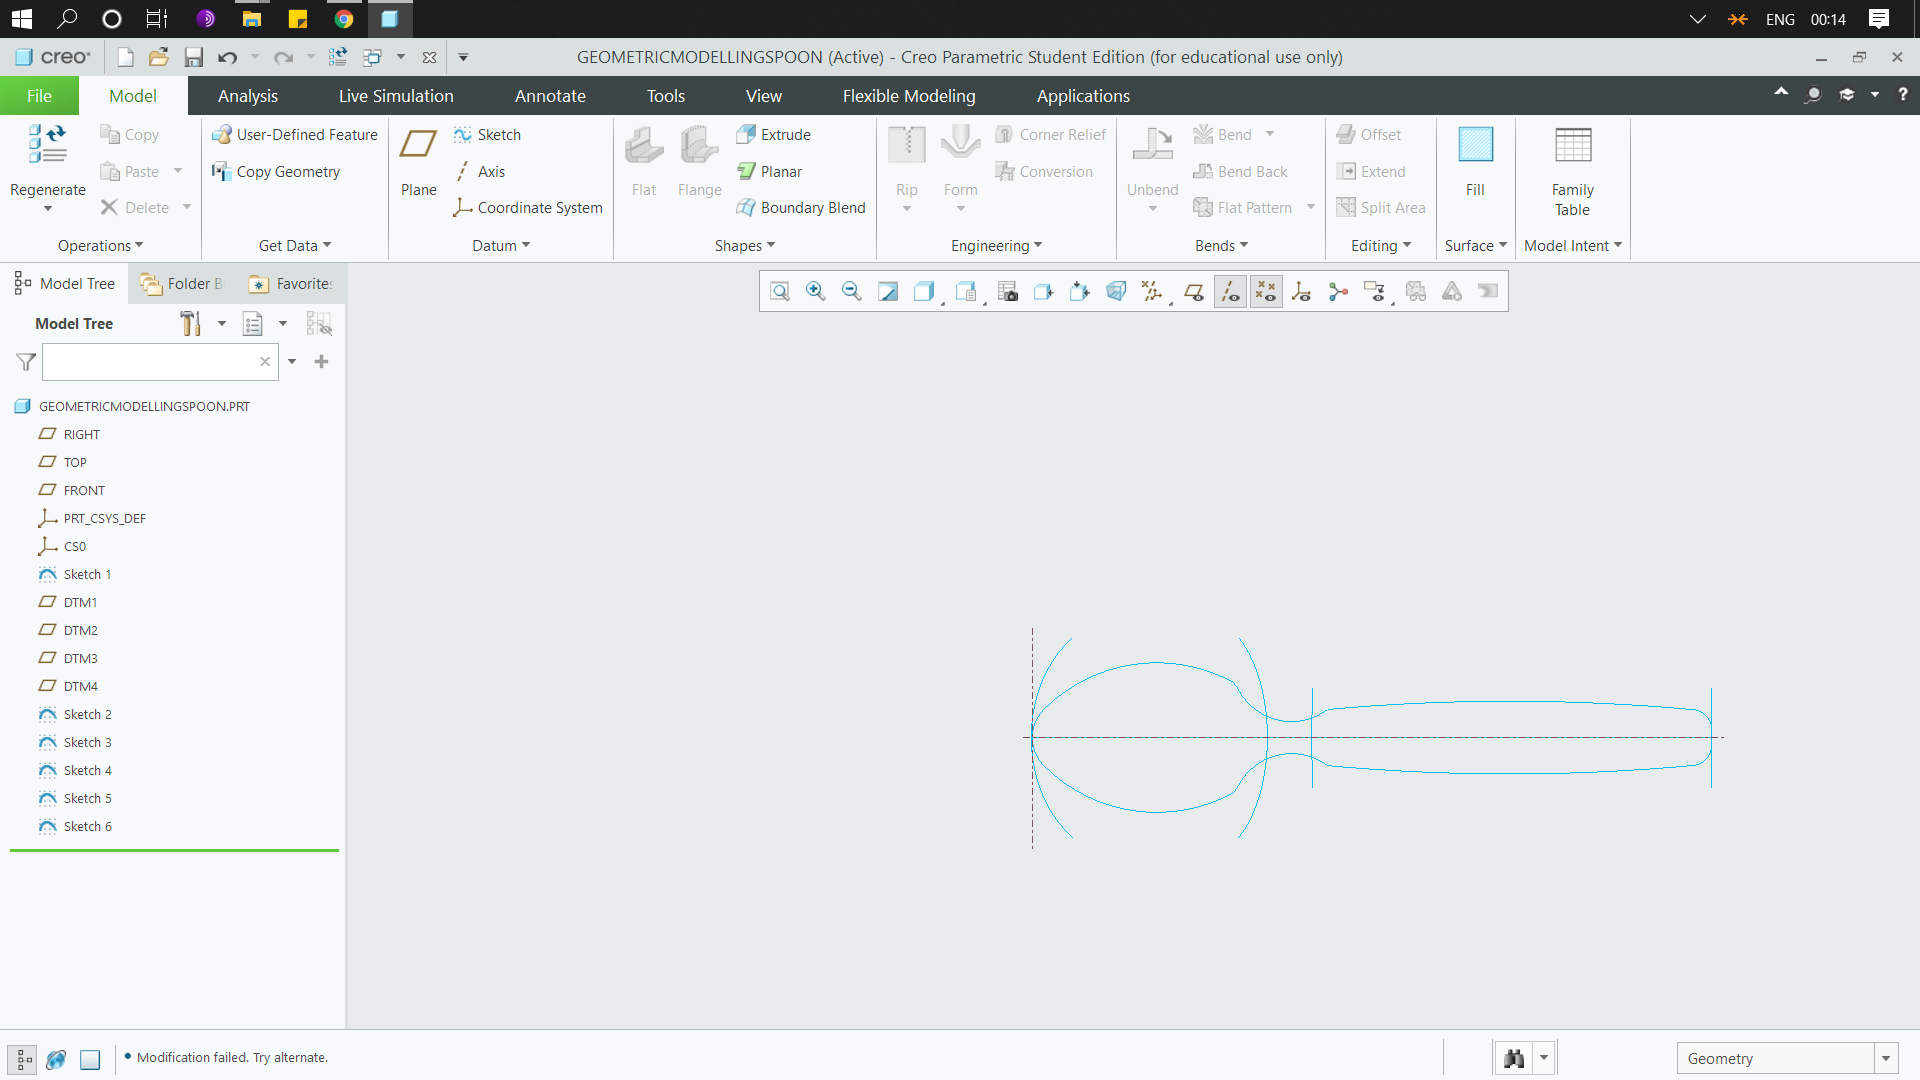 ENG 00:14
creo
GEOMETRICMODELLINGSPOON (Active) - Creo Parametric Student Edition (for educational use only)
File Model Analysis Live Simulation Annotate Tools View Flexible Modeling Applications
Regenerate
Copy
Paste
Delete
Operations
User-Defined Feature
Copy Geometry
Get Data
Plane
Sketch
Axis
Coordinate System
Datum
Flat
Flange
Extrude
Planar
Boundary Blend
Shapes
Rip
Form
Corner Relief
Conversion
Engineering
Unbend
Bend
Bend Back
Flat Pattern
Bends
Offset
Extend
Split Area
Editing
Fill
Surface
Family
Table
Model Intent
Model Tree Folder B Favorites
Model Tree
GEOMETRICMODELLINGSPOON.PRT
RIGHT
TOP
FRONT
PRT_CSYS_DEF
CS0
Sketch 1
DTM1
DTM2
DTM3
DTM4
Sketch 2
Sketch 3
Sketch 4
Sketch 5
Sketch 6
Modification failed. Try alternate.
Geometry